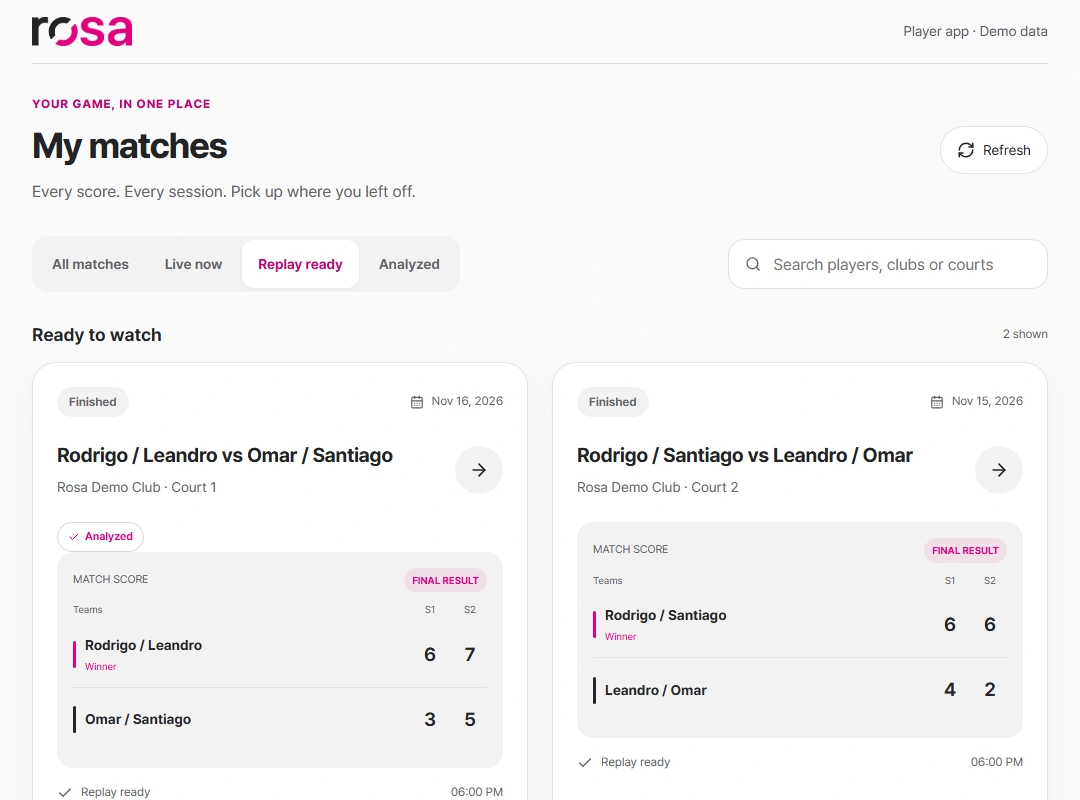 rosa
Player app · Demo data
YOUR GAME, IN ONE PLACE
My matches
Refresh
Every score. Every session. Pick up where you left off.
All matches
Live now
Replay ready
Analyzed
Search players, clubs or courts
Ready to watch
2 shown
Finished
Nov 16, 2026
Rodrigo / Leandro vs Omar / Santiago
Rosa Demo Club · Court 1
Analyzed
MATCH SCORE
FINAL RESULT
Teams S1 S2
Rodrigo / Leandro 6 7
Winner
Omar / Santiago 3 5
Replay ready
06:00 PM
Finished
Nov 15, 2026
Rodrigo / Santiago vs Leandro / Omar
Rosa Demo Club · Court 2
MATCH SCORE
FINAL RESULT
Teams S1 S2
Rodrigo / Santiago 6 6
Winner
Leandro / Omar 4 2
Replay ready
06:00 PM